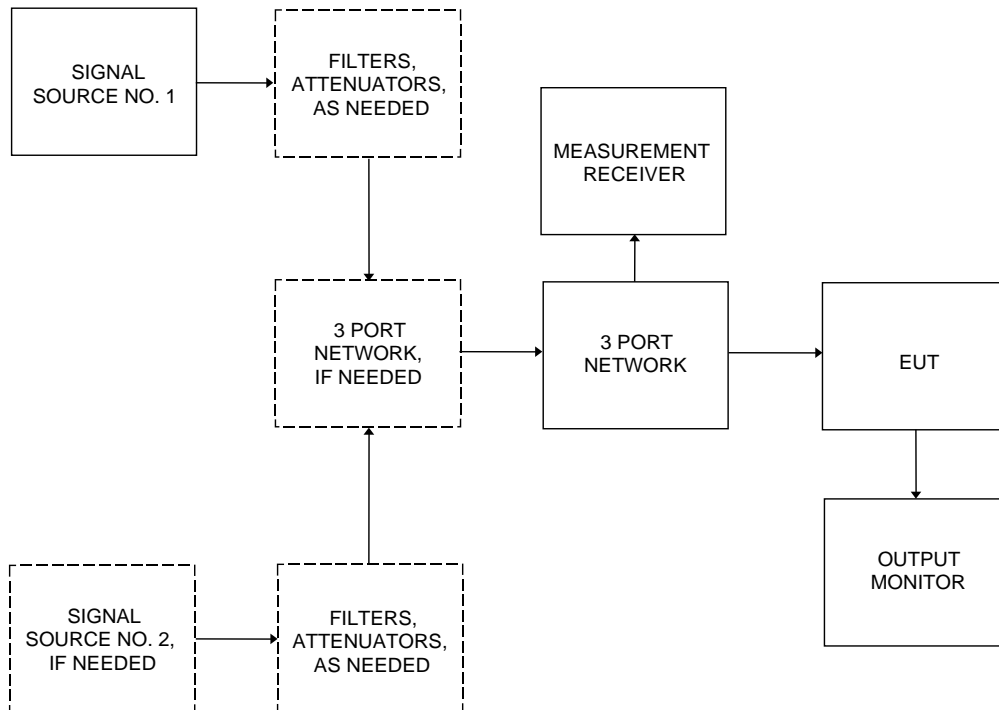 SIGNAL
SOURCE NO. 1
FILTERS,
ATTENUATORS,
AS NEEDED
MEASUREMENT
RECEIVER
3 PORT
NETWORK,
IF NEEDED
3 PORT
NETWORK
EUT
OUTPUT
MONITOR
SIGNAL
SOURCE NO. 2,
IF NEEDED
FILTERS,
ATTENUATORS,
AS NEEDED